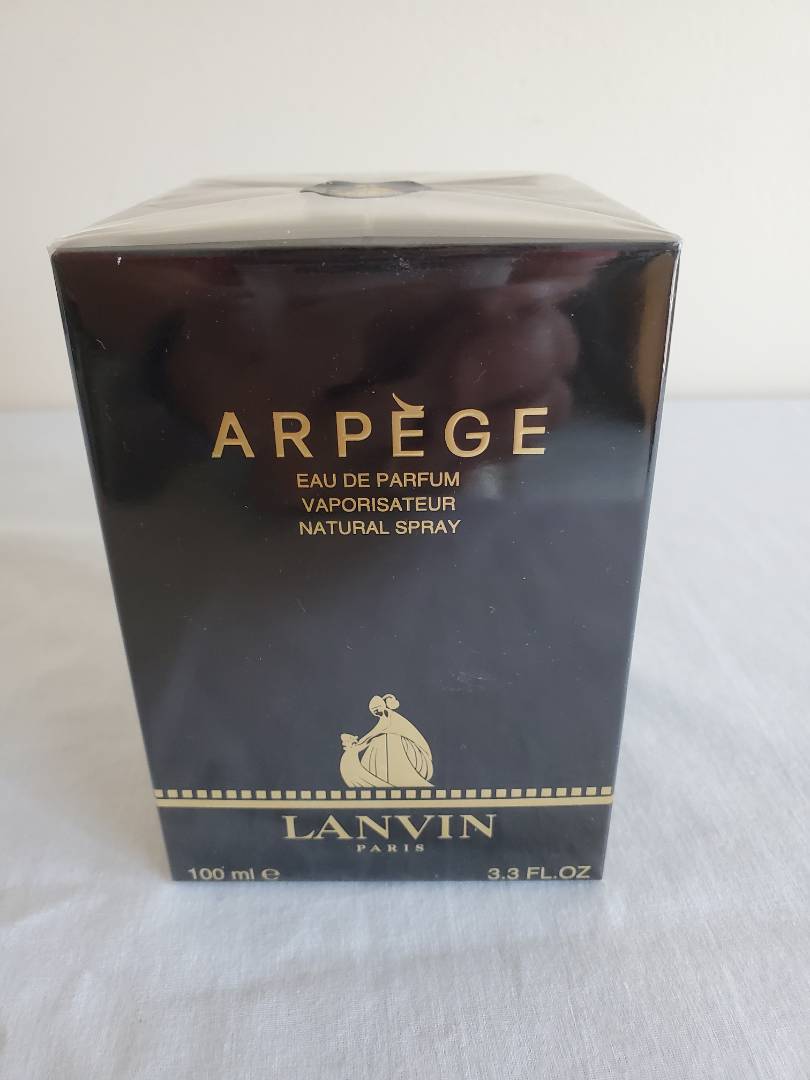 ARPÈGE
EAU DE PARFUM
VAPORISATEUR
NATURAL SPRAY
LANVIN
PARIS
100 ml ℮ 3.3 FL.OZ